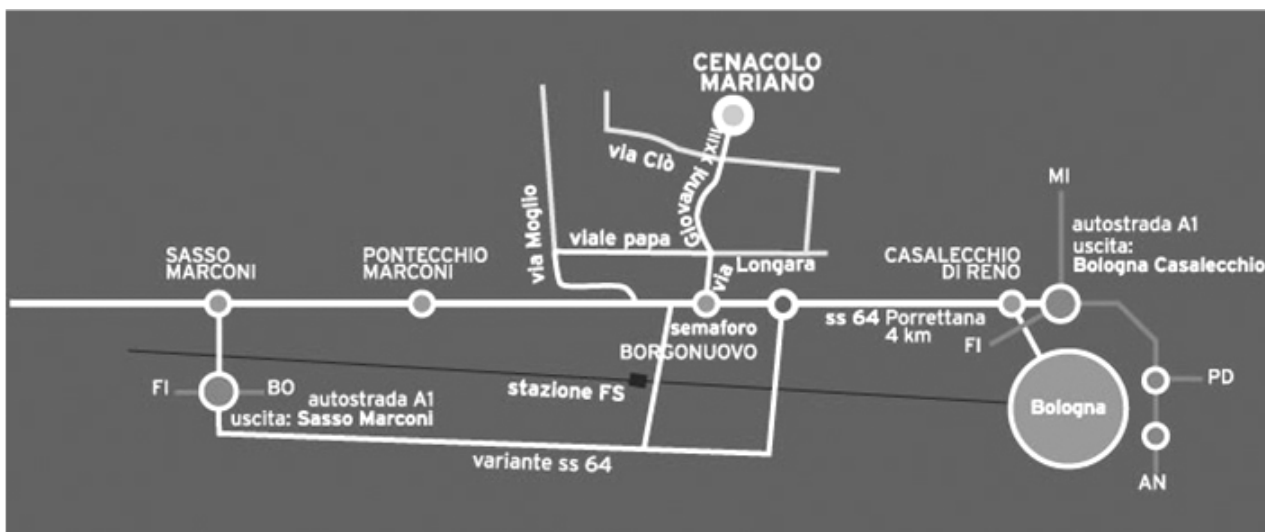 CENACOLO
MARIANO
via Clò
Giovanni XXIII
via Moglio
viale papa
via
Longara
MI
autostrada A1
uscita:
Bologna Casalecchio
SASSO
MARCONI
PONTECCHIO
MARCONI
CASALECCHIO
DI RENO
semaforo
BORGONUOVO
ss 64 Porrettana
4 km
FI
FI
BO
autostrada A1
uscita: Sasso Marconi
stazione FS
Bologna
PD
variante ss 64
AN